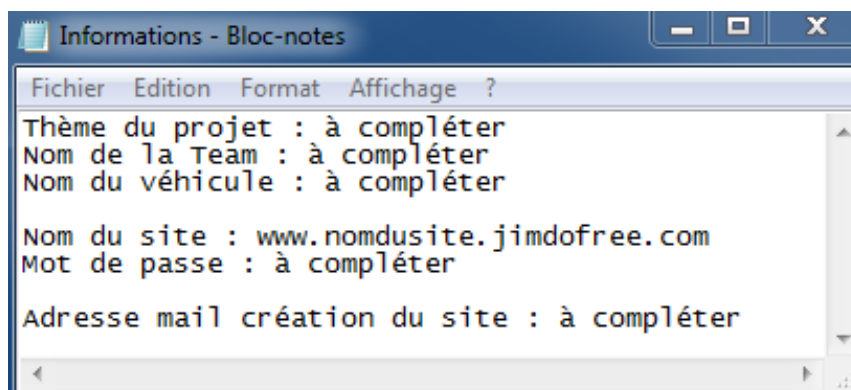 Informations - Bloc-notes
Fichier Edition Format Affichage ?
Thème du projet : à compléter
Nom de la Team : à compléter
Nom du véhicule : à compléter
Nom du site : www.nomdusite.jimdofree.com
Mot de passe : à compléter
Adresse mail création du site : à compléter